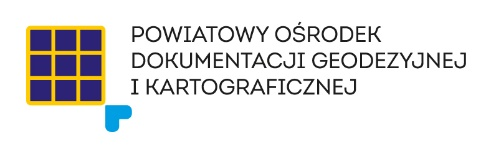 POWIATOWY OŚRODEK
DOKUMENTACJI GEODEZYJNEJ
I KARTOGRAFICZNEJ